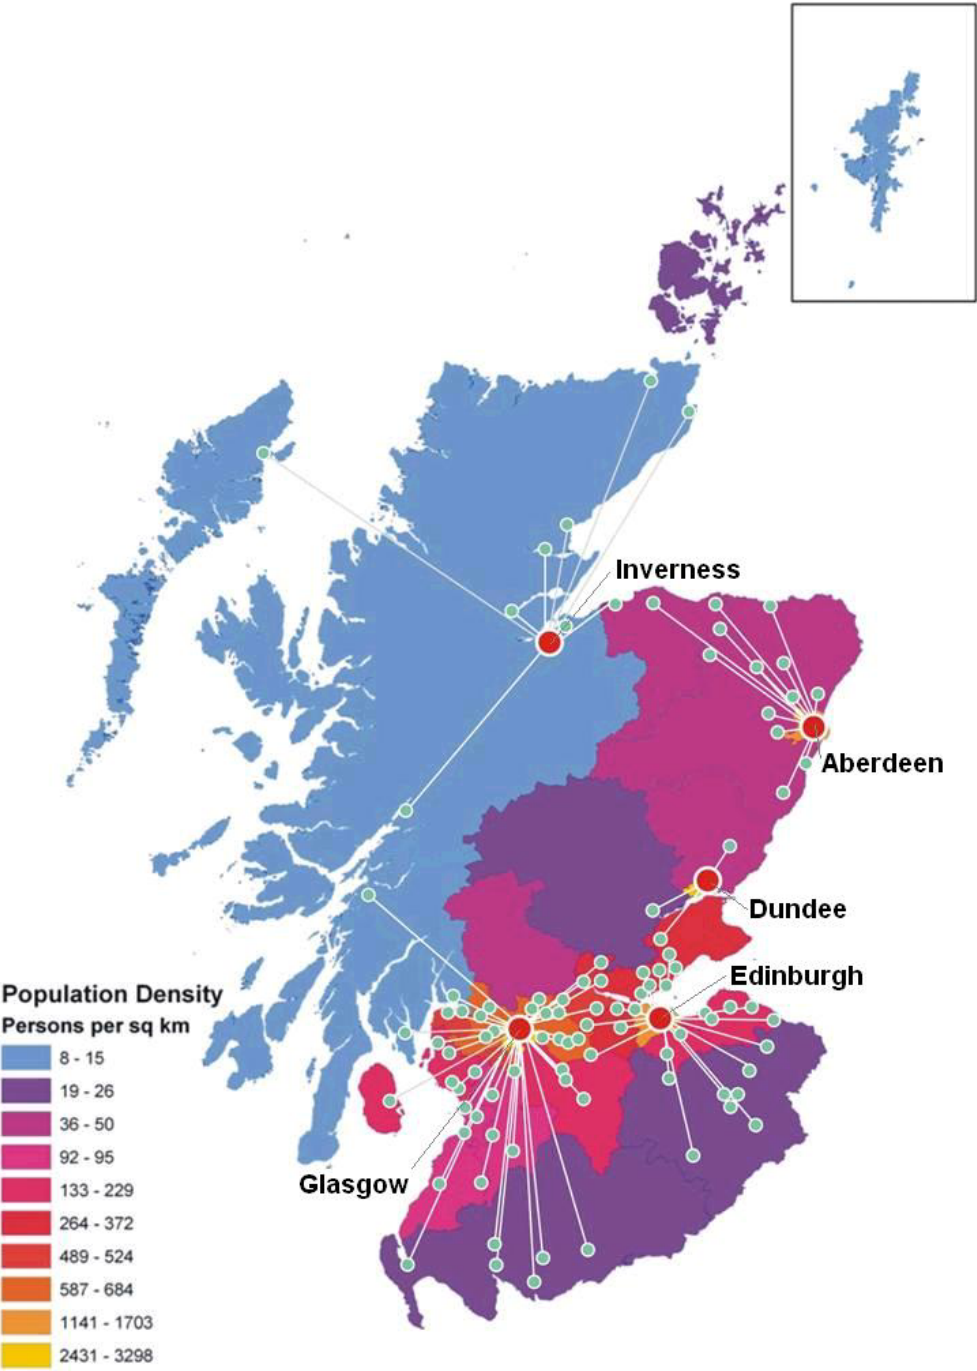 Inverness
Aberdeen
Dundee
Edinburgh
Glasgow
Population Density
Persons per sq km
8 - 15
19 - 26
36 - 50
92 - 95
133 - 229
264 - 372
489 - 524
587 - 684
1141 - 1703
2431 - 3298